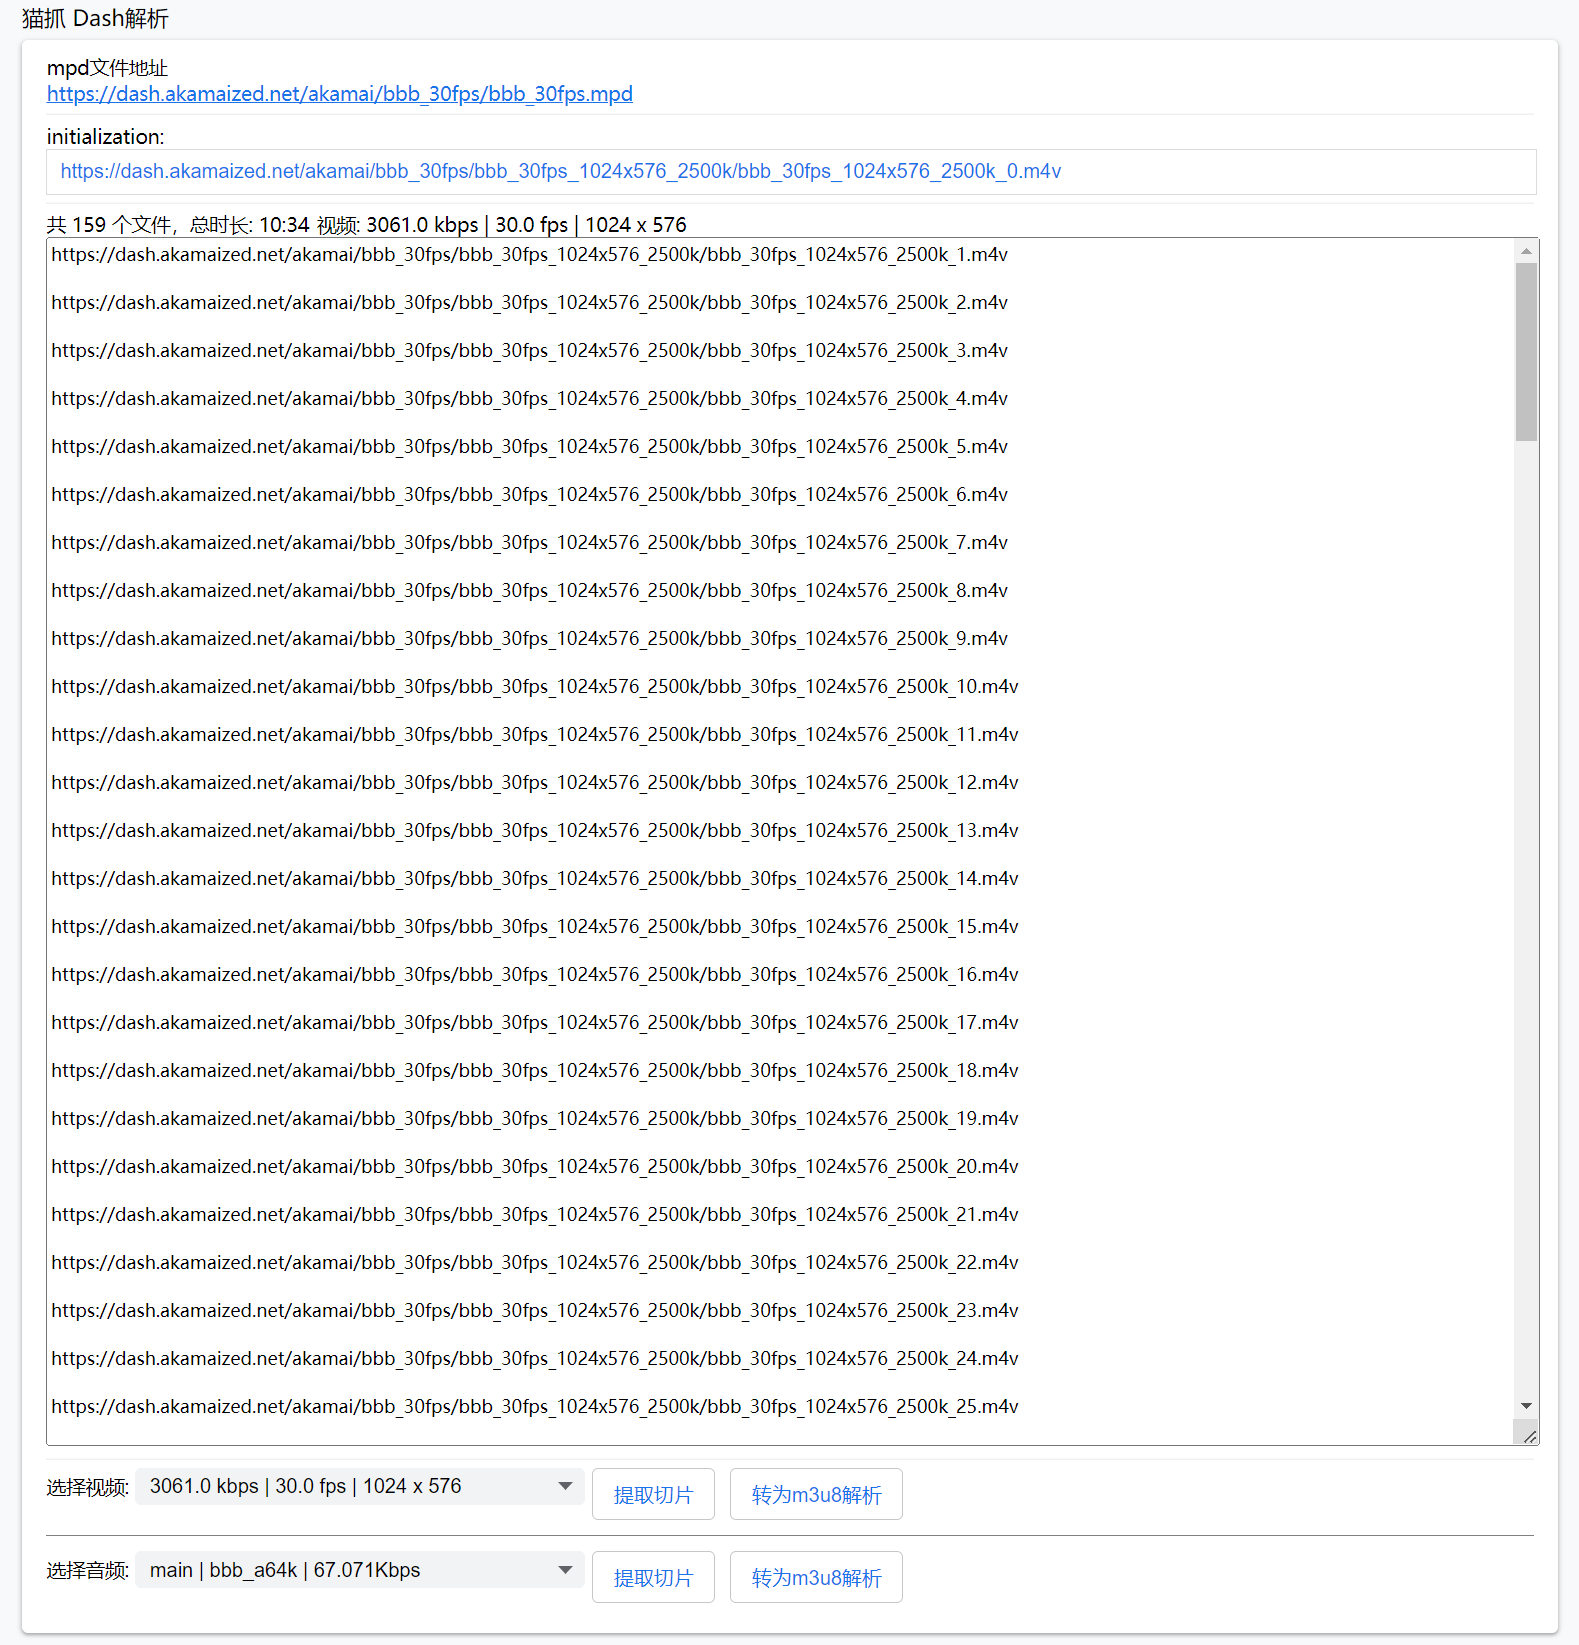 猫抓 Dash解析
mpd文件地址
https://dash.akamaized.net/akamai/bbb_30fps/bbb_30fps.mpd
initialization:
https://dash.akamaized.net/akamai/bbb_30fps/bbb_30fps_1024x576_2500k/bbb_30fps_1024x576_2500k_0.m4v
共 159 个文件，总时长: 10:34 视频: 3061.0 kbps | 30.0 fps | 1024 x 576
https://dash.akamaized.net/akamai/bbb_30fps/bbb_30fps_1024x576_2500k/bbb_30fps_1024x576_2500k_1.m4v
https://dash.akamaized.net/akamai/bbb_30fps/bbb_30fps_1024x576_2500k/bbb_30fps_1024x576_2500k_2.m4v
https://dash.akamaized.net/akamai/bbb_30fps/bbb_30fps_1024x576_2500k/bbb_30fps_1024x576_2500k_3.m4v
https://dash.akamaized.net/akamai/bbb_30fps/bbb_30fps_1024x576_2500k/bbb_30fps_1024x576_2500k_4.m4v
https://dash.akamaized.net/akamai/bbb_30fps/bbb_30fps_1024x576_2500k/bbb_30fps_1024x576_2500k_5.m4v
https://dash.akamaized.net/akamai/bbb_30fps/bbb_30fps_1024x576_2500k/bbb_30fps_1024x576_2500k_6.m4v
https://dash.akamaized.net/akamai/bbb_30fps/bbb_30fps_1024x576_2500k/bbb_30fps_1024x576_2500k_7.m4v
https://dash.akamaized.net/akamai/bbb_30fps/bbb_30fps_1024x576_2500k/bbb_30fps_1024x576_2500k_8.m4v
https://dash.akamaized.net/akamai/bbb_30fps/bbb_30fps_1024x576_2500k/bbb_30fps_1024x576_2500k_9.m4v
https://dash.akamaized.net/akamai/bbb_30fps/bbb_30fps_1024x576_2500k/bbb_30fps_1024x576_2500k_10.m4v
https://dash.akamaized.net/akamai/bbb_30fps/bbb_30fps_1024x576_2500k/bbb_30fps_1024x576_2500k_11.m4v
https://dash.akamaized.net/akamai/bbb_30fps/bbb_30fps_1024x576_2500k/bbb_30fps_1024x576_2500k_12.m4v
https://dash.akamaized.net/akamai/bbb_30fps/bbb_30fps_1024x576_2500k/bbb_30fps_1024x576_2500k_13.m4v
https://dash.akamaized.net/akamai/bbb_30fps/bbb_30fps_1024x576_2500k/bbb_30fps_1024x576_2500k_14.m4v
https://dash.akamaized.net/akamai/bbb_30fps/bbb_30fps_1024x576_2500k/bbb_30fps_1024x576_2500k_15.m4v
https://dash.akamaized.net/akamai/bbb_30fps/bbb_30fps_1024x576_2500k/bbb_30fps_1024x576_2500k_16.m4v
https://dash.akamaized.net/akamai/bbb_30fps/bbb_30fps_1024x576_2500k/bbb_30fps_1024x576_2500k_17.m4v
https://dash.akamaized.net/akamai/bbb_30fps/bbb_30fps_1024x576_2500k/bbb_30fps_1024x576_2500k_18.m4v
https://dash.akamaized.net/akamai/bbb_30fps/bbb_30fps_1024x576_2500k/bbb_30fps_1024x576_2500k_19.m4v
https://dash.akamaized.net/akamai/bbb_30fps/bbb_30fps_1024x576_2500k/bbb_30fps_1024x576_2500k_20.m4v
https://dash.akamaized.net/akamai/bbb_30fps/bbb_30fps_1024x576_2500k/bbb_30fps_1024x576_2500k_21.m4v
https://dash.akamaized.net/akamai/bbb_30fps/bbb_30fps_1024x576_2500k/bbb_30fps_1024x576_2500k_22.m4v
https://dash.akamaized.net/akamai/bbb_30fps/bbb_30fps_1024x576_2500k/bbb_30fps_1024x576_2500k_23.m4v
https://dash.akamaized.net/akamai/bbb_30fps/bbb_30fps_1024x576_2500k/bbb_30fps_1024x576_2500k_24.m4v
https://dash.akamaized.net/akamai/bbb_30fps/bbb_30fps_1024x576_2500k/bbb_30fps_1024x576_2500k_25.m4v
选择视频: 3061.0 kbps | 30.0 fps | 1024 x 576 提取切片 转为m3u8解析
选择音频: main | bbb_a64k | 67.071Kbps 提取切片 转为m3u8解析